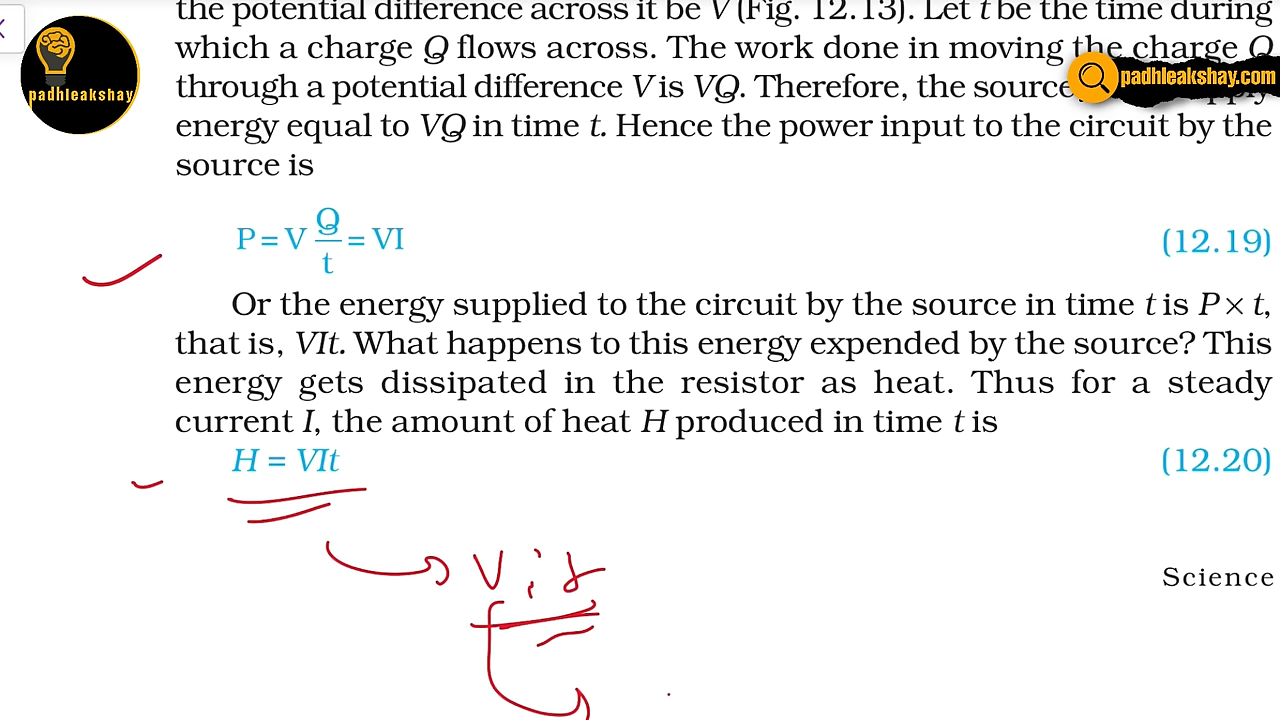 the potential difference across it be V (Fig. 12.13). Let t be the time during
which a charge Q flows across. The work done in moving the charge Q
through a potential difference V is VQ. Therefore, the source
energy equal to VQ in time t. Hence the power input to the circuit by the
source is
padhleakshay
padhleakshay.com
P = V Q/t = VI (12.19)
Or the energy supplied to the circuit by the source in time t is P × t,
that is, VIt. What happens to this energy expended by the source? This
energy gets dissipated in the resistor as heat. Thus for a steady
current I, the amount of heat H produced in time t is
H = VIt (12.20)
Vit
Science